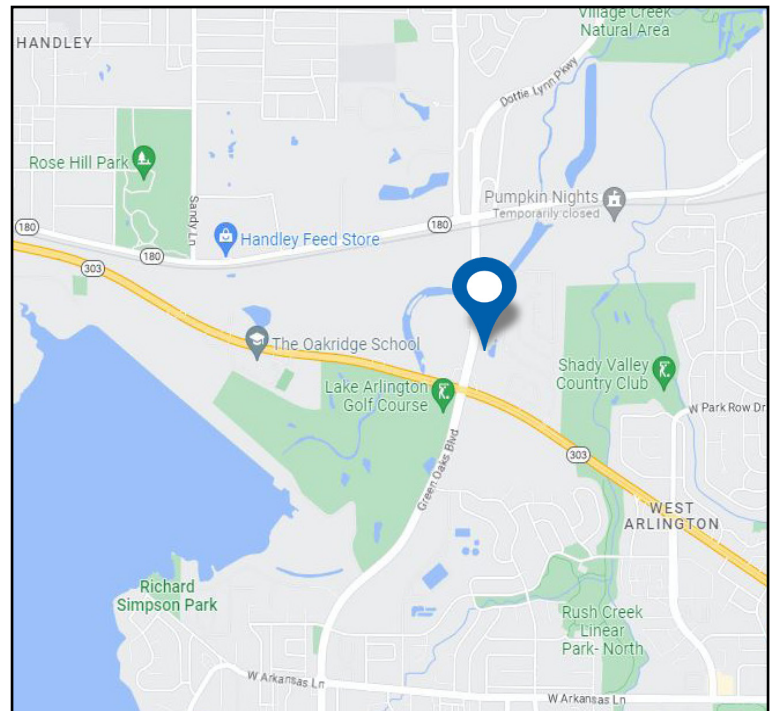 Village Creek
Natural Area
HANDLEY
Dottie Lynn Pkwy
Rose Hill Park
Sandy Ln
Pumpkin Nights
Temporarily closed
180
180
180
Handley Feed Store
303
The Oakridge School
Shady Valley
Country Club
Lake Arlington
Golf Course
W Park Row Dr
Green Oaks Blvd
303
WEST
ARLINGTON
Richard
Simpson Park
Rush Creek
Linear
Park- North
W Arkansas Ln
W Arkansas Ln